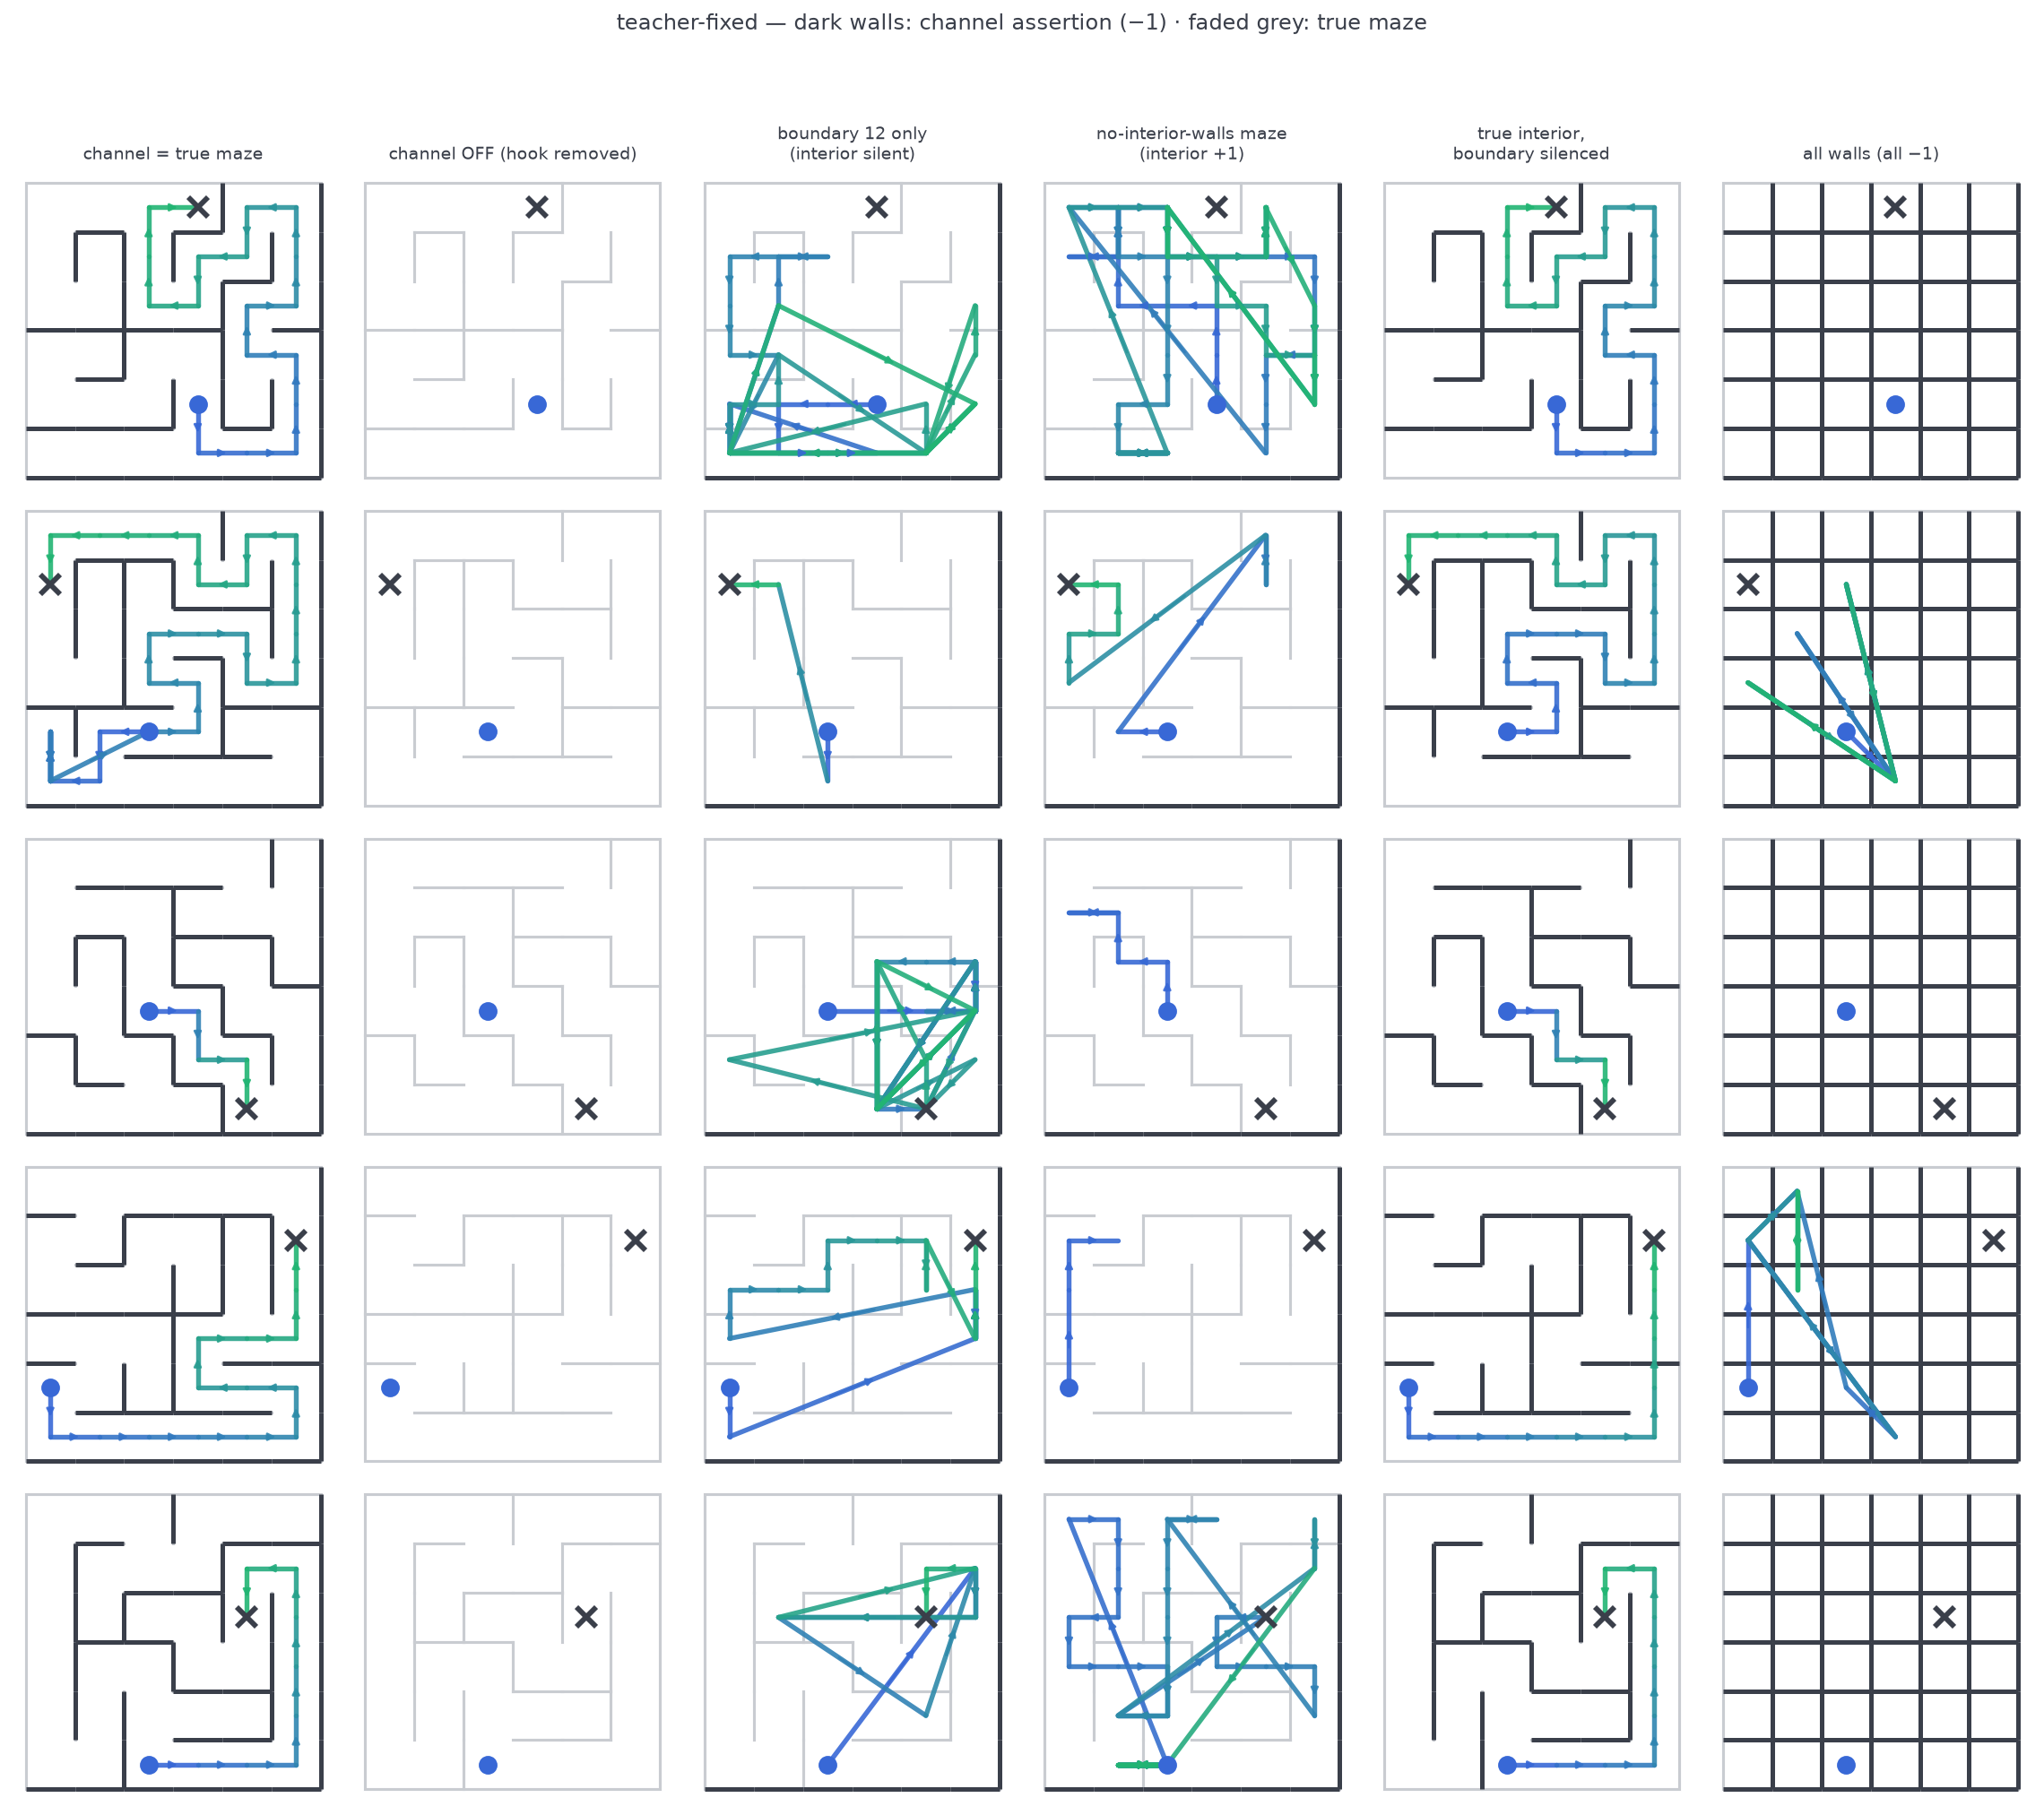 teacher-fixed — dark walls: channel assertion (−1) · faded grey: true maze
channel = true maze
channel OFF (hook removed)
boundary 12 only
(interior silent)
no-interior-walls maze
(interior +1)
true interior,
boundary silenced
all walls (all −1)